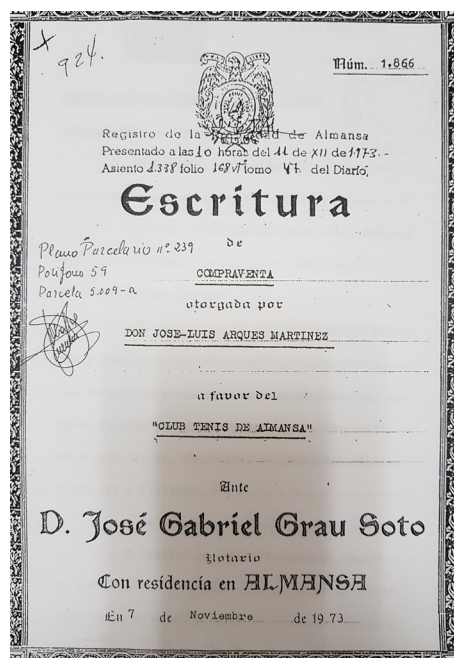 924.
Núm. 1.866
Registro de la Propiedad de Almansa
Presentado a las 10 horas del 11 de XII de 1973.-
Asiento 1.338 folio 168 vt tomo 47 del Diario,
Escritura
de
Plano Parcelario nº 239
Polígono 59
Parcela 5.009-a
COMPRAVENTA
otorgada por
DON JOSE-LUIS ARQUES MARTINEZ
a favor del
"CLUB TENIS DE ALMANSA"
Ante
D. José Gabriel Grau Soto
Notario
Con residencia en ALMANSA
En 7 de Noviembre de 1973